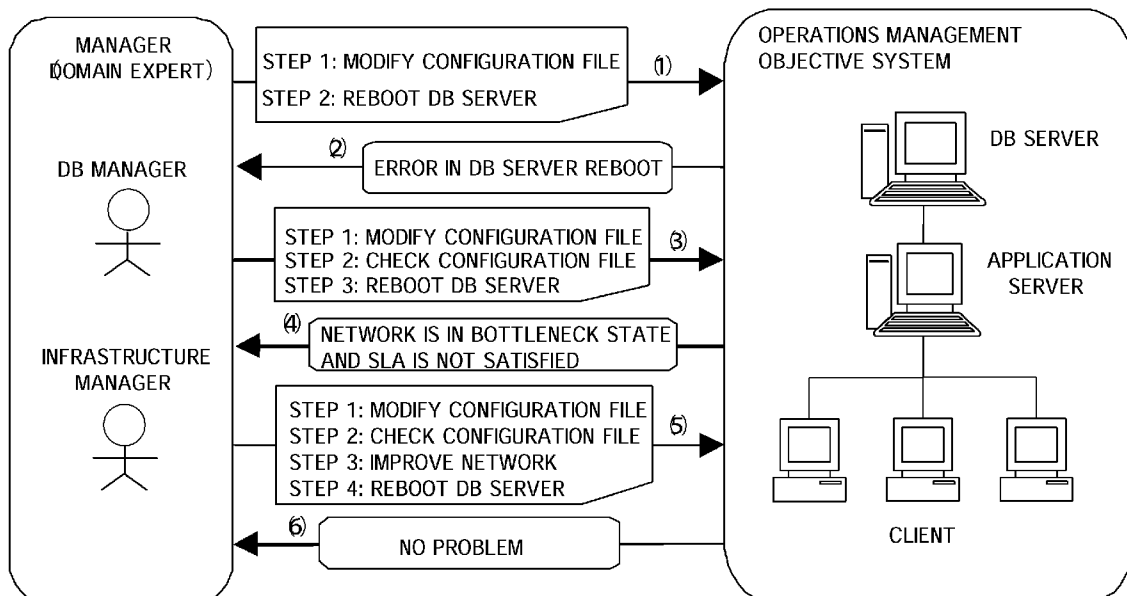 MANAGER
(DOMAIN EXPERT)
STEP 1: MODIFY CONFIGURATION FILE
STEP 2: REBOOT DB SERVER
(1)
OPERATIONS MANAGEMENT
OBJECTIVE SYSTEM
DB SERVER
(2)
ERROR IN DB SERVER REBOOT
DB MANAGER
STEP 1: MODIFY CONFIGURATION FILE
STEP 2: CHECK CONFIGURATION FILE
STEP 3: REBOOT DB SERVER
(3)
APPLICATION
SERVER
(4)
NETWORK IS IN BOTTLENECK STATE
AND SLA IS NOT SATISFIED
INFRASTRUCTURE
MANAGER
STEP 1: MODIFY CONFIGURATION FILE
STEP 2: CHECK CONFIGURATION FILE
STEP 3: IMPROVE NETWORK
STEP 4: REBOOT DB SERVER
(5)
CLIENT
(6)
NO PROBLEM